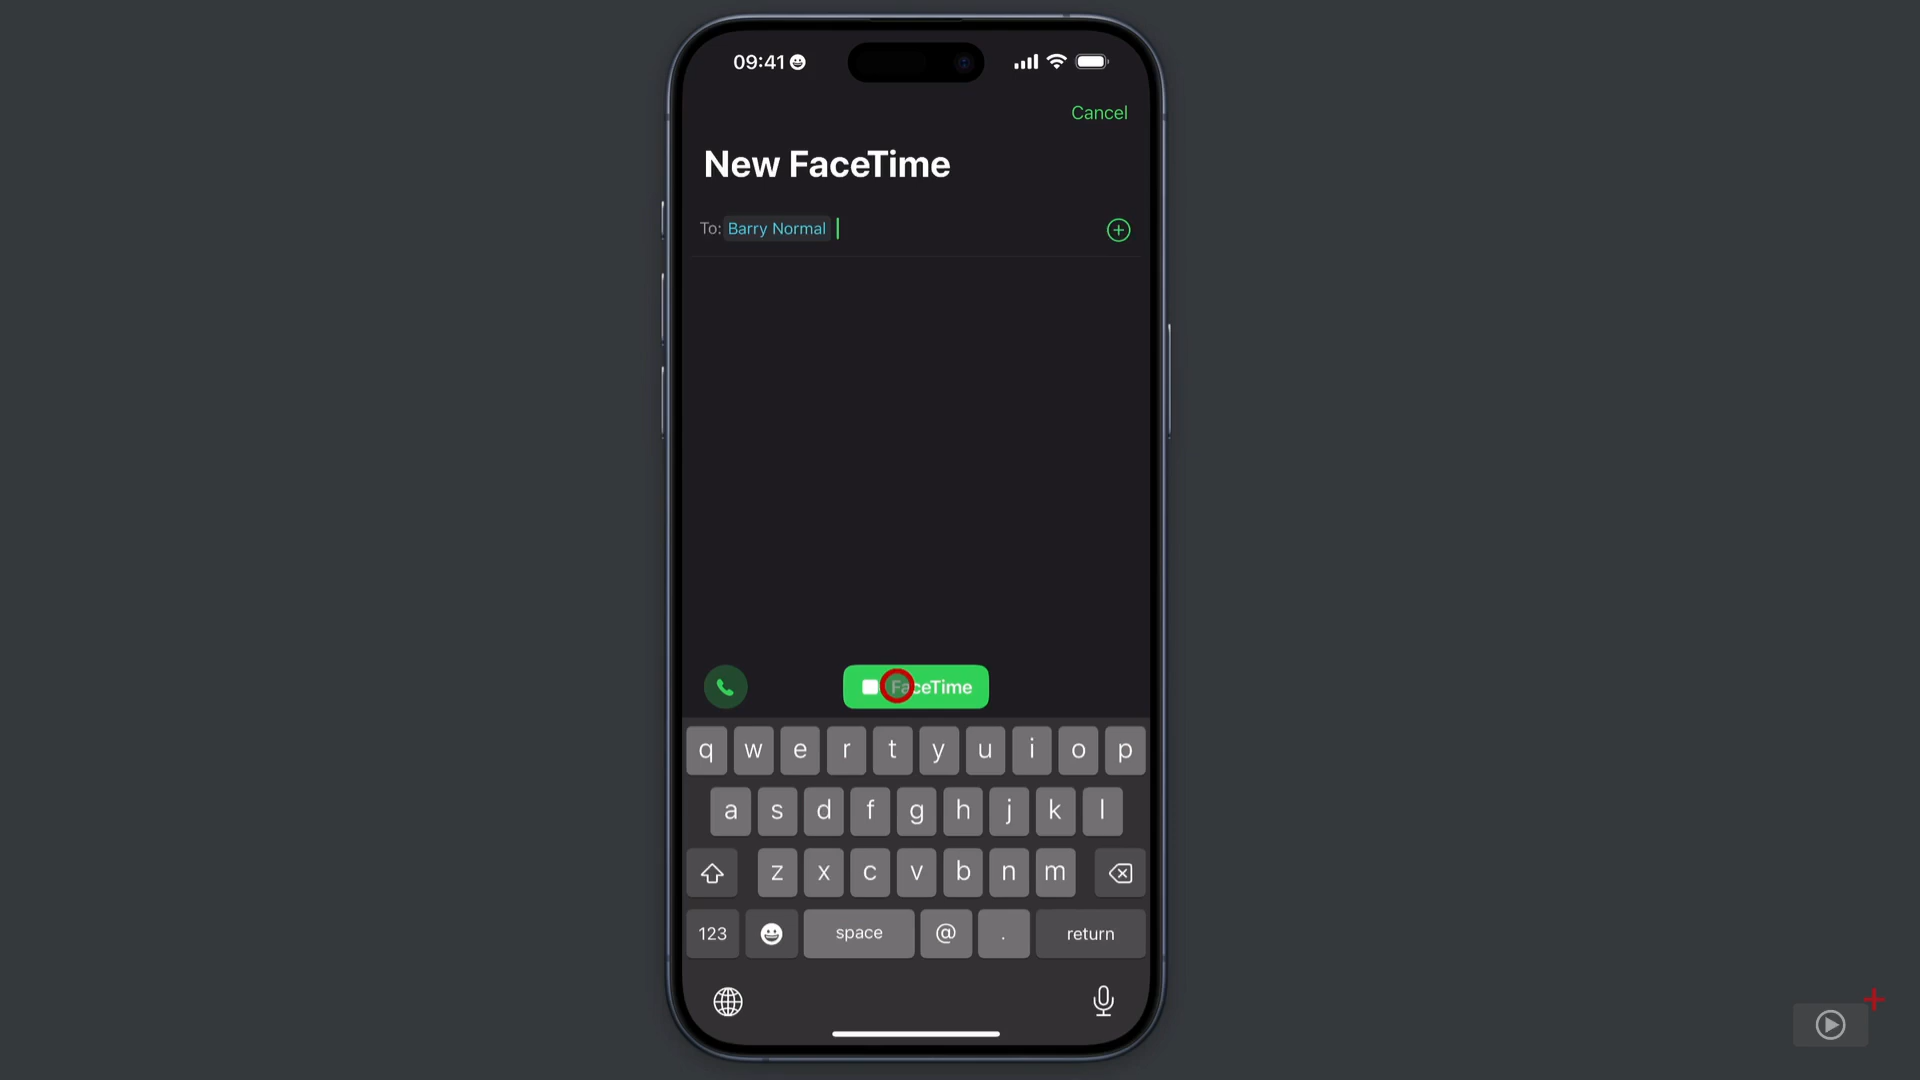 09:41
Cancel
New FaceTime
To: Barry Normal
FaceTime
q w e r t y u i o p
a s d f g h j k l
z x c v b n m
123 space @ . return